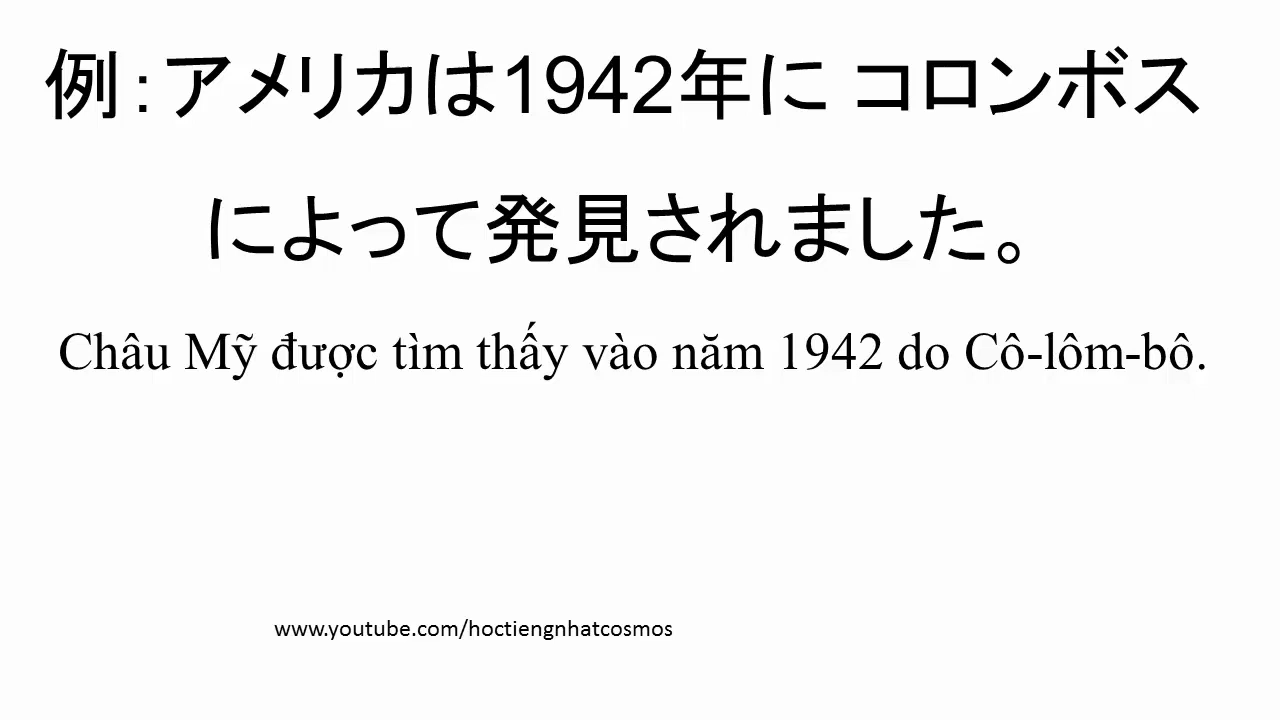 例：アメリカは1942年に コロンボス
によって発見されました。
Châu Mỹ được tìm thấy vào năm 1942 do Cô-lôm-bô.
www.youtube.com/hoctiengnhatcosmos